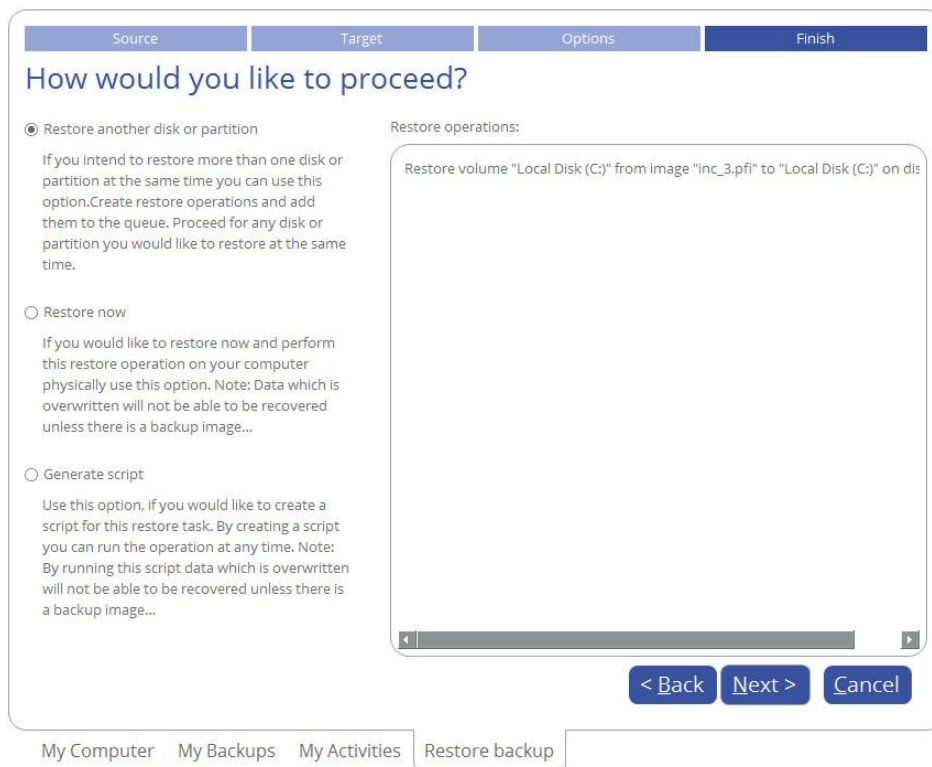 Source Target Options Finish
How would you like to proceed?
Restore another disk or partition
If you intend to restore more than one disk or
partition at the same time you can use this
option.Create restore operations and add
them to the queue. Proceed for any disk or
partition you would like to restore at the same
time.
Restore now
If you would like to restore now and perform
this restore operation on your computer
physically use this option. Note: Data which is
overwritten will not be able to be recovered
unless there is a backup image...
Generate script
Use this option, if you would like to create a
script for this restore task. By creating a script
you can run the operation at any time. Note:
By running this script data which is overwritten
will not be able to be recovered unless there is
a backup image...
Restore operations:
Restore volume "Local Disk (C:)" from image "inc_3.pfi" to "Local Disk (C:)" on dis
< Back Next > Cancel
My Computer My Backups My Activities Restore backup